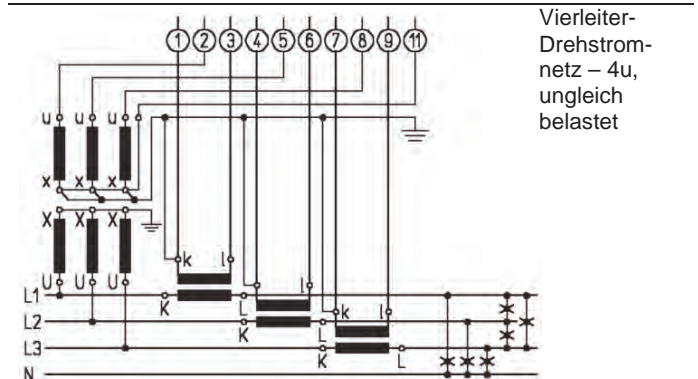 1 2 3 4 5 6 7 8 9 11
Vierleiter-
Drehstrom-
netz – 4u,
ungleich
belastet
u u u
x x x
X X X
U U U
k l
l
k l
L1
K L
L2
K L
L3
K L
N